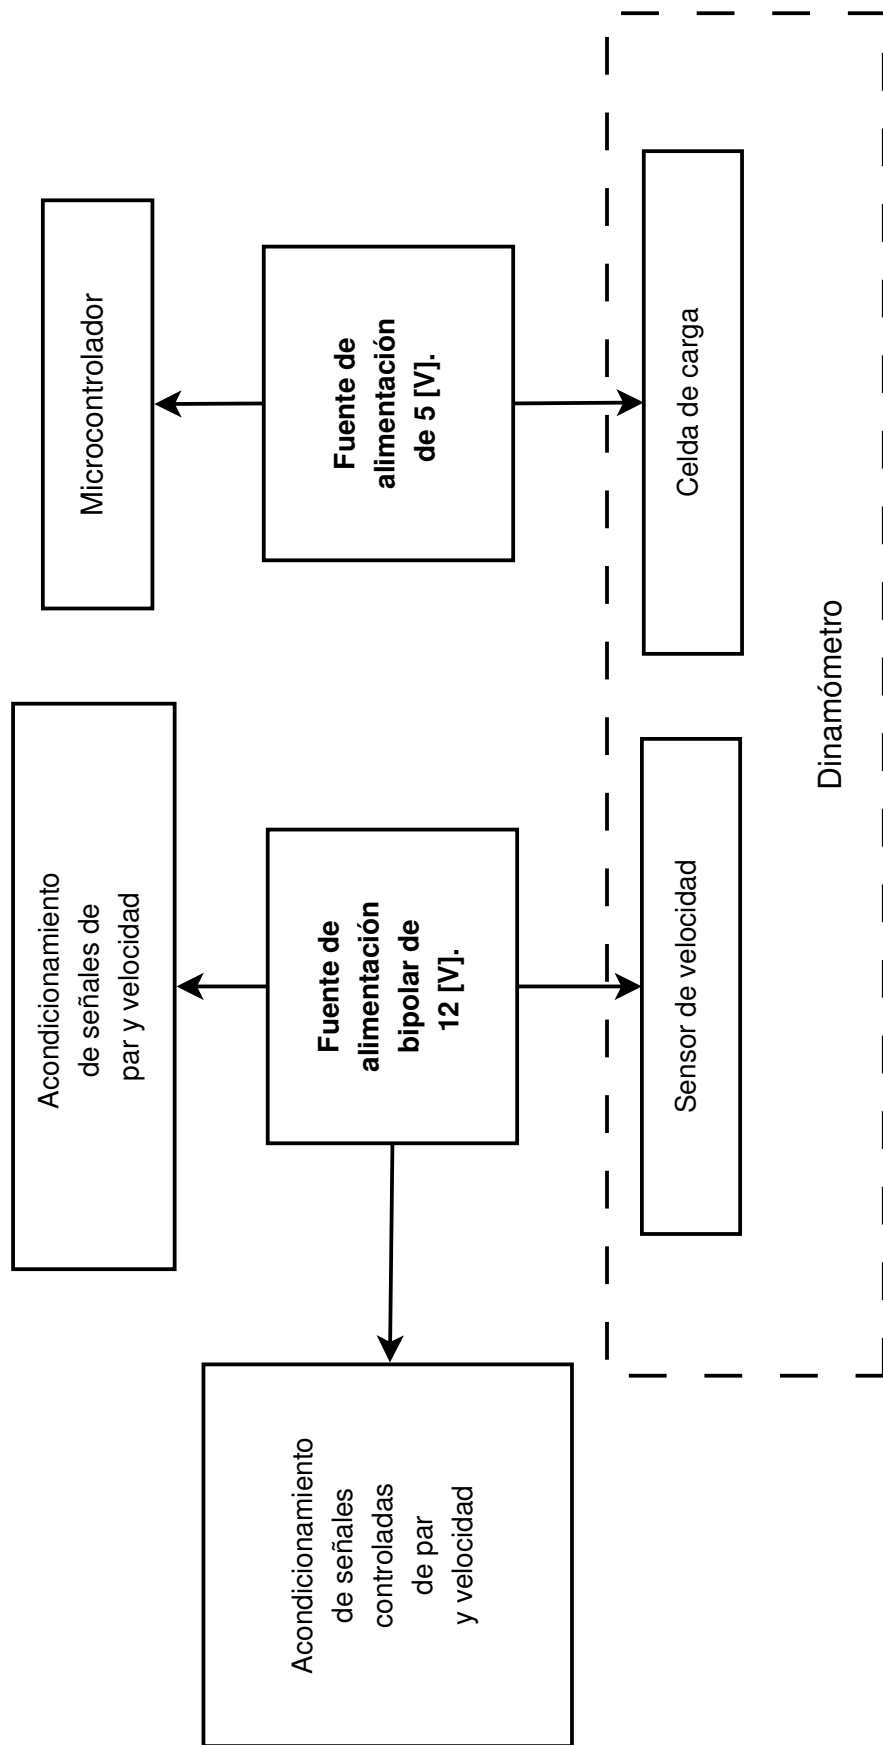 Acondicionamiento
de señales de
par y velocidad
Microcontrolador
Acondicionamiento
de señales
controladas
de par
y velocidad
Fuente de
alimentación
bipolar de
12 [V].
Fuente de
alimentación
de 5 [V].
Sensor de velocidad
Celda de carga
Dinamómetro